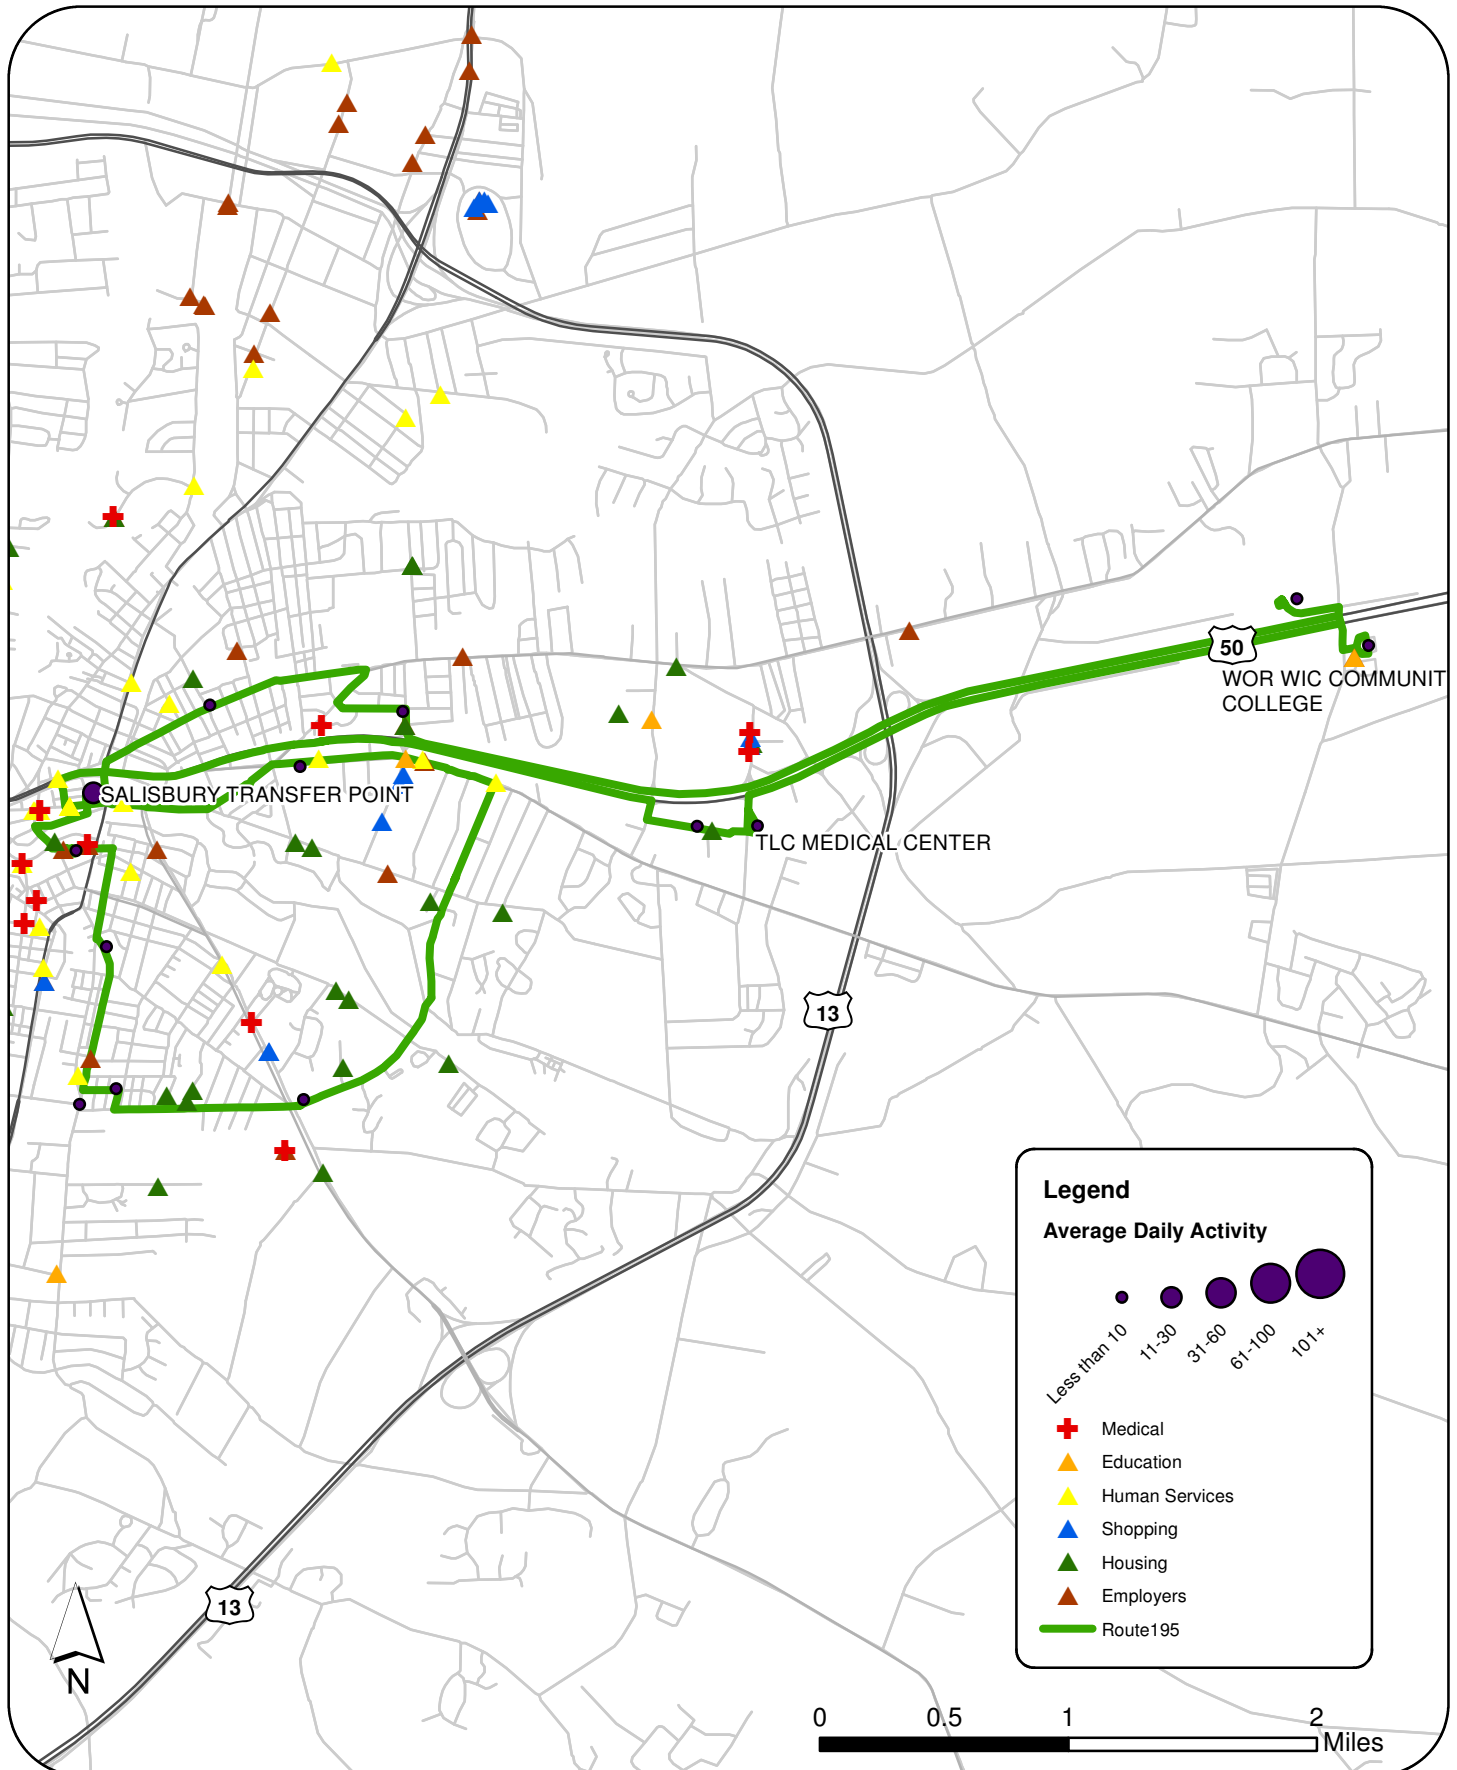 50
WOR WIC COMMUNIT
COLLEGE
SALISBURY TRANSFER POINT
TLC MEDICAL CENTER
13
13
N
Legend
Average Daily Activity
Less than 10
11-30
31-60
61-100
101+
Medical
Education
Human Services
Shopping
Housing
Employers
Route195
0 0.5 1 2
Miles